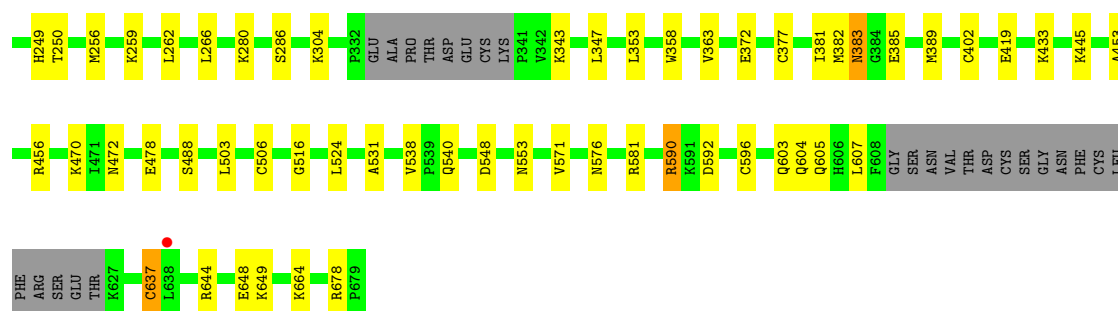 H249 T250 M256 K259 L262 L266 K280 S286 K304 P332 GLU ALA PRO THR ASP GLU CYS LYS P341 V342 K343 L347 L353 W358 V363 E372 C377 I381 M382 N383 G384 E385 M389 C402 E419 K433 K445 A453
R456 K470 I471 N472 E478 S488 L503 C506 G516 L524 A531 V538 P539 Q540 D548 N553 V571 N576 R581 R590 K591 D592 C596 Q603 Q604 Q605 H606 L607 F608 GLY SER ASN VAL THR ASP CYS SER GLY ASN PHE CYS LEU
PHE ARG SER GLU THR K627 C637 L638 R644 E648 K649 K664 R678 P679